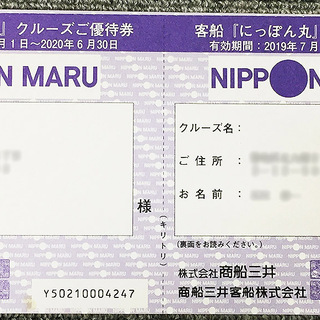 』クルーズご優待券
月1日～2020年6月30日
N MARU
様
(キリトリ)
Y50210004247
客船『にっぽん丸』
有効期間：2019年7月
NIPPON
クルーズ名：
ご住所：
お名前：
(裏面をお読みください。)
株式会社 商船三井
商船三井客船株式会社